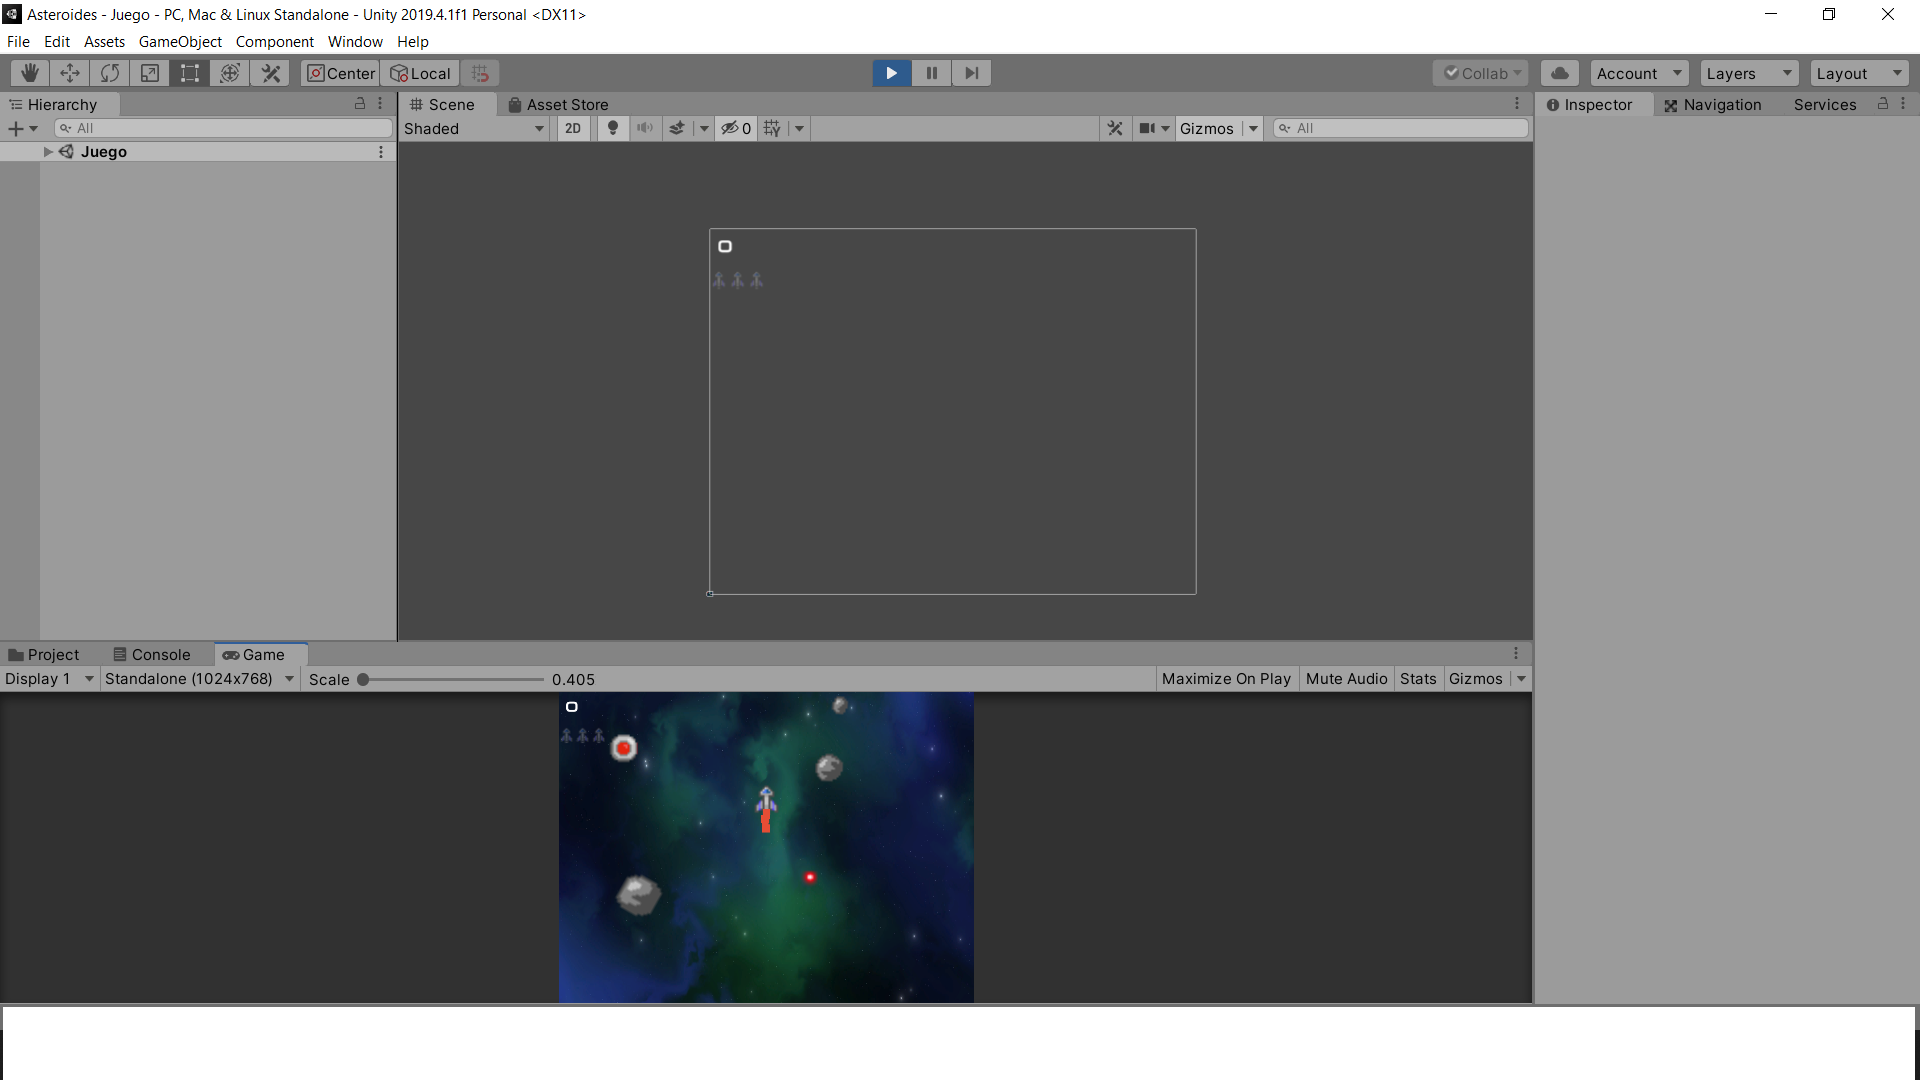 Asteroides - Juego - PC, Mac & Linux Standalone - Unity 2019.4.1f1 Personal <DX11>
File Edit Assets GameObject Component Window Help
Center Local Collab Account Layers Layout
Hierarchy Scene Asset Store Inspector Navigation Services
All Shaded 2D 0 Gizmos All
Juego
0
Project Console Game
Display 1 Standalone (1024x768) Scale 0.405 Maximize On Play Mute Audio Stats Gizmos
0